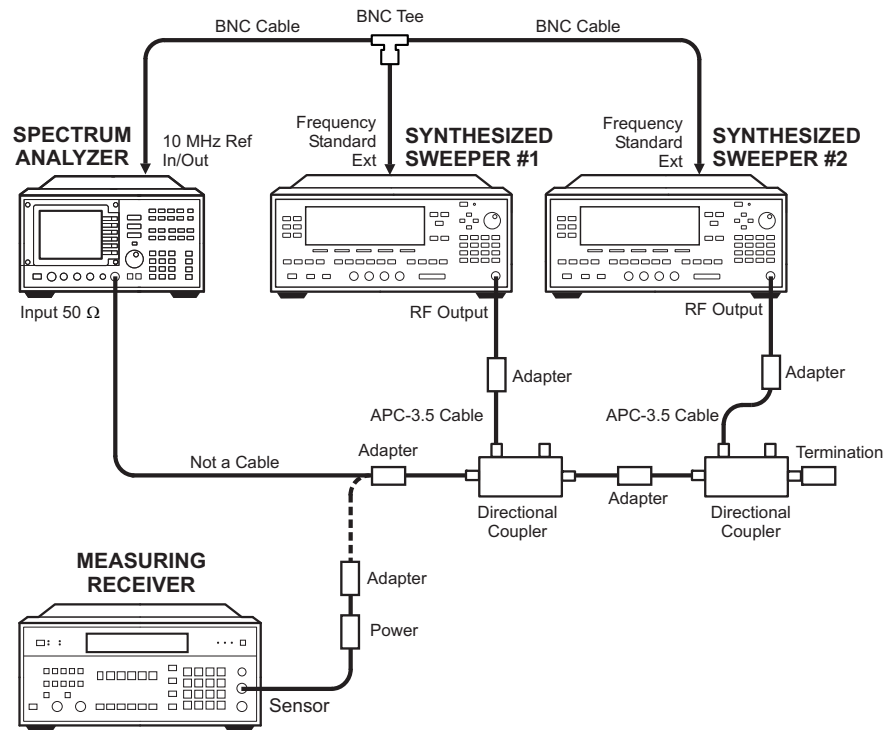 BNC Cable
BNC Tee
BNC Cable
SPECTRUM
ANALYZER
10 MHz Ref
In/Out
Frequency
Standard
Ext
SYNTHESIZED
SWEEPER #1
Frequency
Standard
Ext
SYNTHESIZED
SWEEPER #2
Input 50 Ω
RF Output
RF Output
Adapter
Adapter
APC-3.5 Cable
APC-3.5 Cable
Not a Cable
Adapter
Termination
Adapter
Directional
Coupler
Directional
Coupler
MEASURING
RECEIVER
Adapter
Power
Sensor